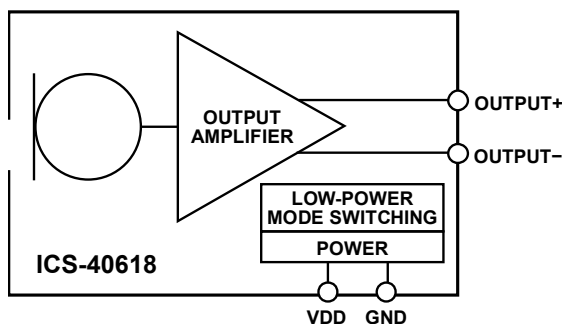 OUTPUT
AMPLIFIER
OUTPUT+
OUTPUT−
LOW-POWER
MODE SWITCHING
POWER
ICS-40618
VDD GND